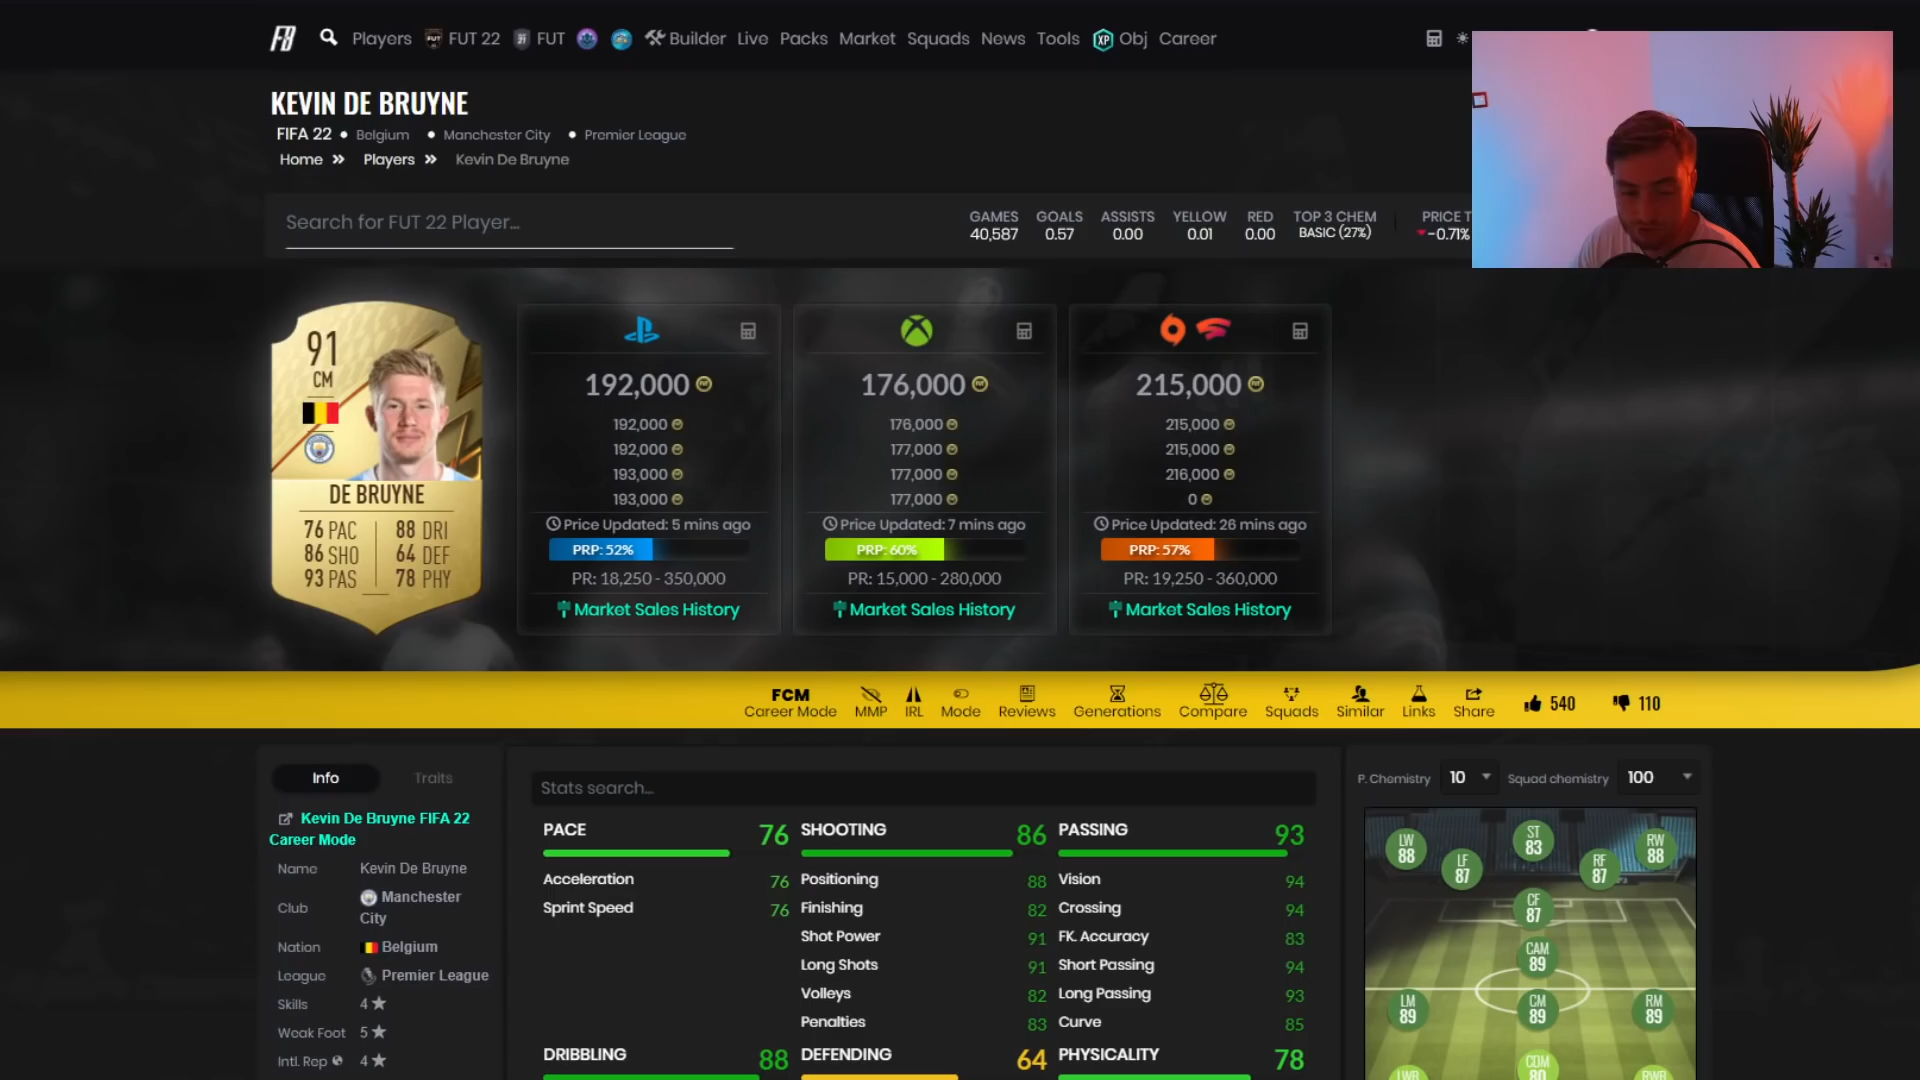 FB Players FUT 22 FUT Builder Live Packs Market Squads News Tools XP Obj Career
KEVIN DE BRUYNE
FIFA 22 • Belgium • Manchester City • Premier League
Home » Players » Kevin De Bruyne
Search for FUT 22 Player...
GAMES GOALS ASSISTS YELLOW RED TOP 3 CHEM PRICE T
40,587 0.57 0.00 0.01 0.00 BASIC (27%) -0.71%
91
CM
DE BRUYNE
76 PAC 88 DRI
86 SHO 64 DEF
93 PAS 78 PHY
192,000
192,000
192,000
193,000
193,000
Price Updated: 5 mins ago
PRP: 52%
PR: 18,250 - 350,000
Market Sales History
176,000
176,000
177,000
177,000
177,000
Price Updated: 7 mins ago
PRP: 60%
PR: 15,000 - 280,000
Market Sales History
215,000
215,000
215,000
216,000
0
Price Updated: 26 mins ago
PRP: 57%
PR: 19,250 - 360,000
Market Sales History
FCM
Career Mode MMP IRL Mode Reviews Generations Compare Squads Similar Links Share 540 110
Info Traits
Kevin De Bruyne FIFA 22
Career Mode
Name Kevin De Bruyne
Club Manchester
City
Nation Belgium
League Premier League
Skills 4
Weak Foot 5
Intl. Rep 4
Stats search...
PACE 76
Acceleration 76
Sprint Speed 76
SHOOTING 86
Positioning 88
Finishing 82
Shot Power 91
Long Shots 91
Volleys 82
Penalties 83
PASSING 93
Vision 94
Crossing 94
FK. Accuracy 83
Short Passing 94
Long Passing 93
Curve 85
DRIBBLING 88
DEFENDING 64
PHYSICALITY 78
P. Chemistry 10 Squad chemistry 100
LW
88
ST
83
RW
88
LF
87
RF
87
CF
87
CAM
89
LM
89
CM
89
RM
89
CDM
80
LWB
RWB